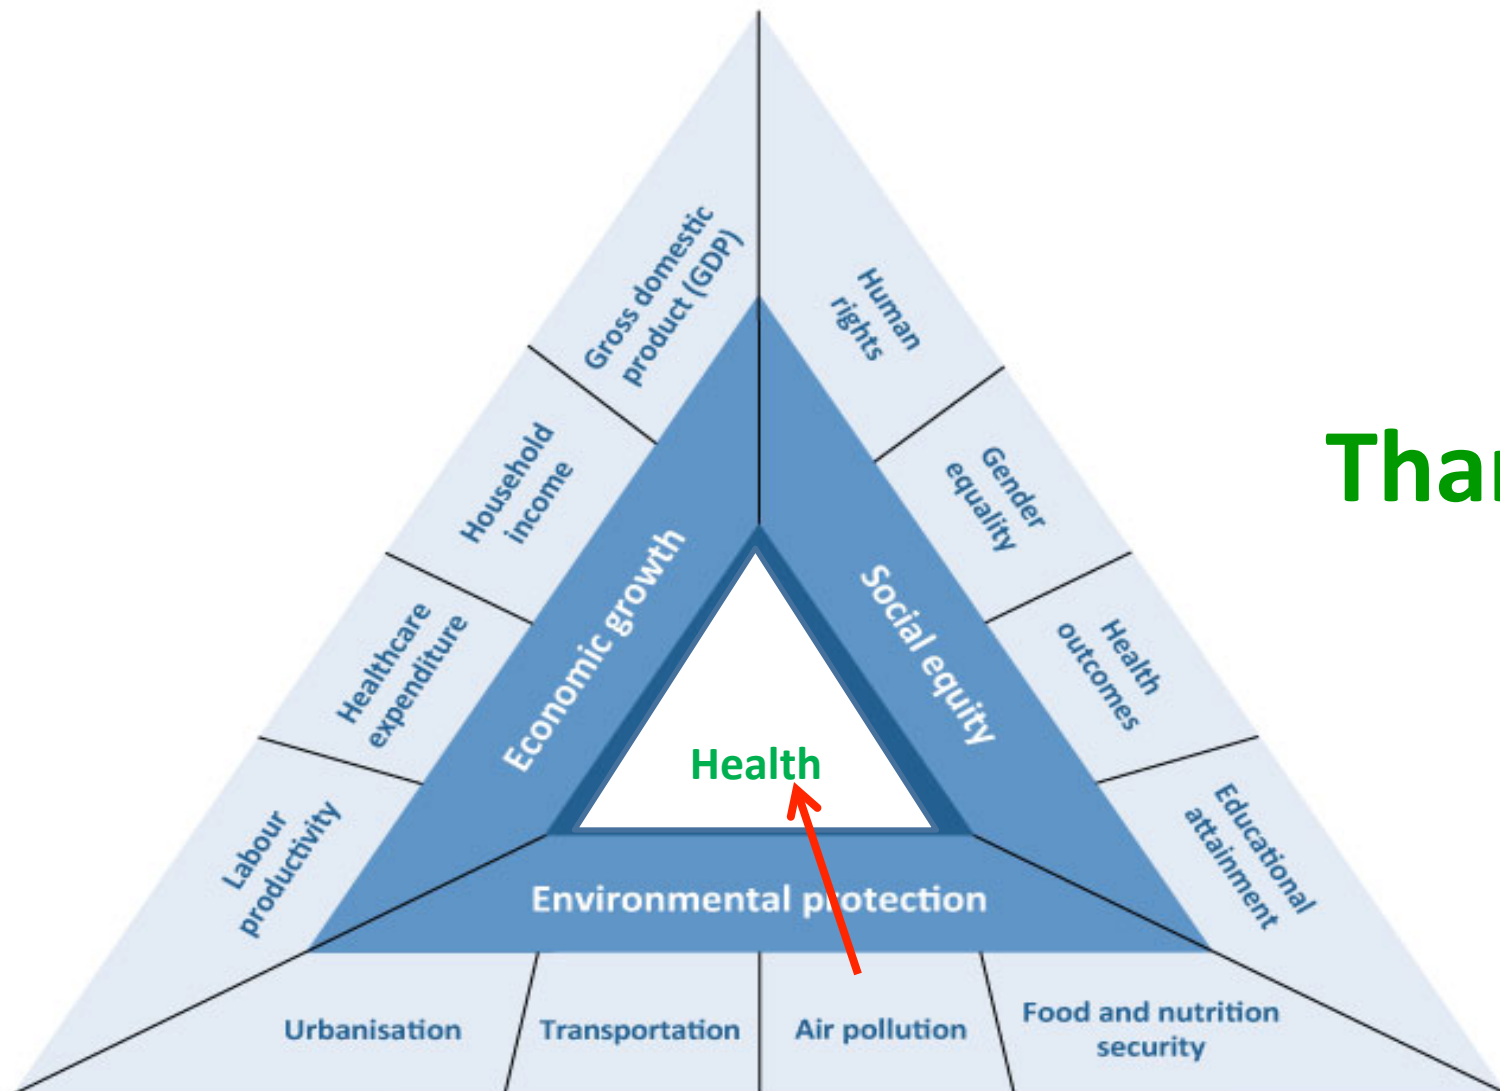 Gross domestic
product (GDP)
Household
income
Healthcare
expenditure
Labour
productivity
Economic growth
Human
rights
Gender
equality
Health
outcomes
Educational
attainment
Social equity
Health
Environmental protection
Urbanisation
Transportation
Air pollution
Food and nutrition
security